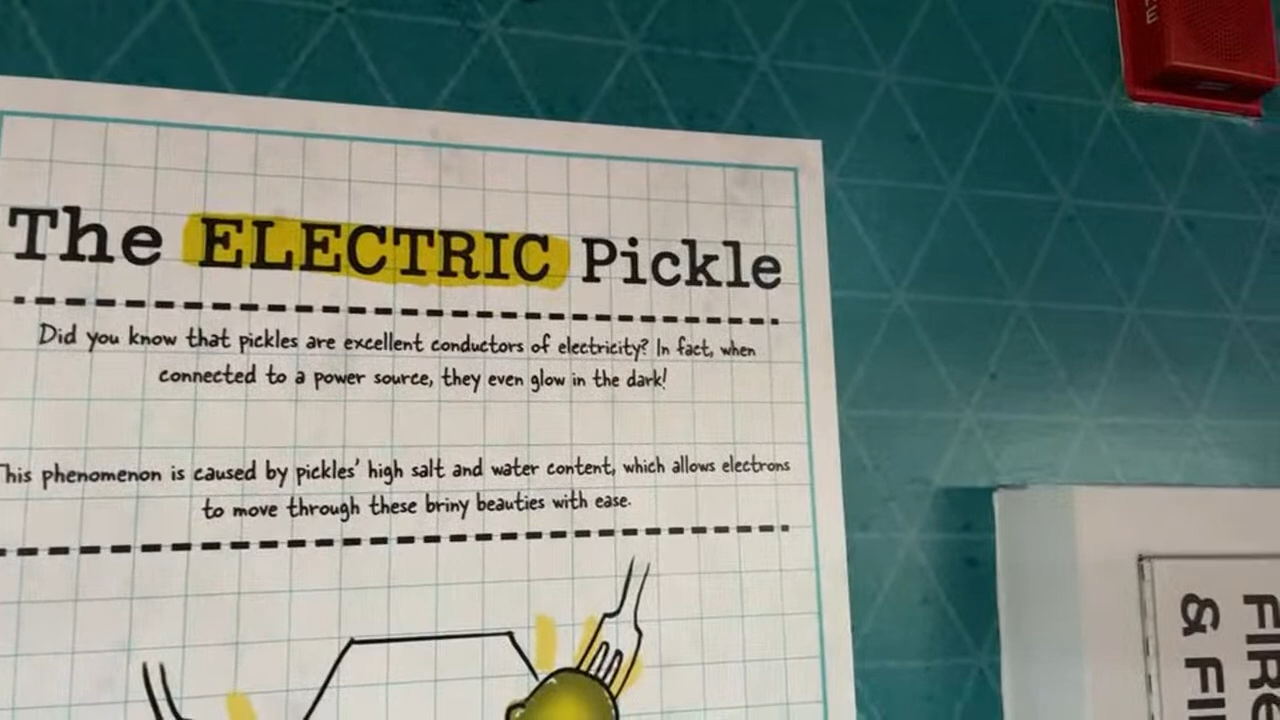 The ELECTRIC Pickle
Did you know that pickles are excellent conductors of electricity? In fact, when
connected to a power source, they even glow in the dark!
This phenomenon is caused by pickles' high salt and water content, which allows electrons
to move through these briny beauties with ease.
FIRE
& FI